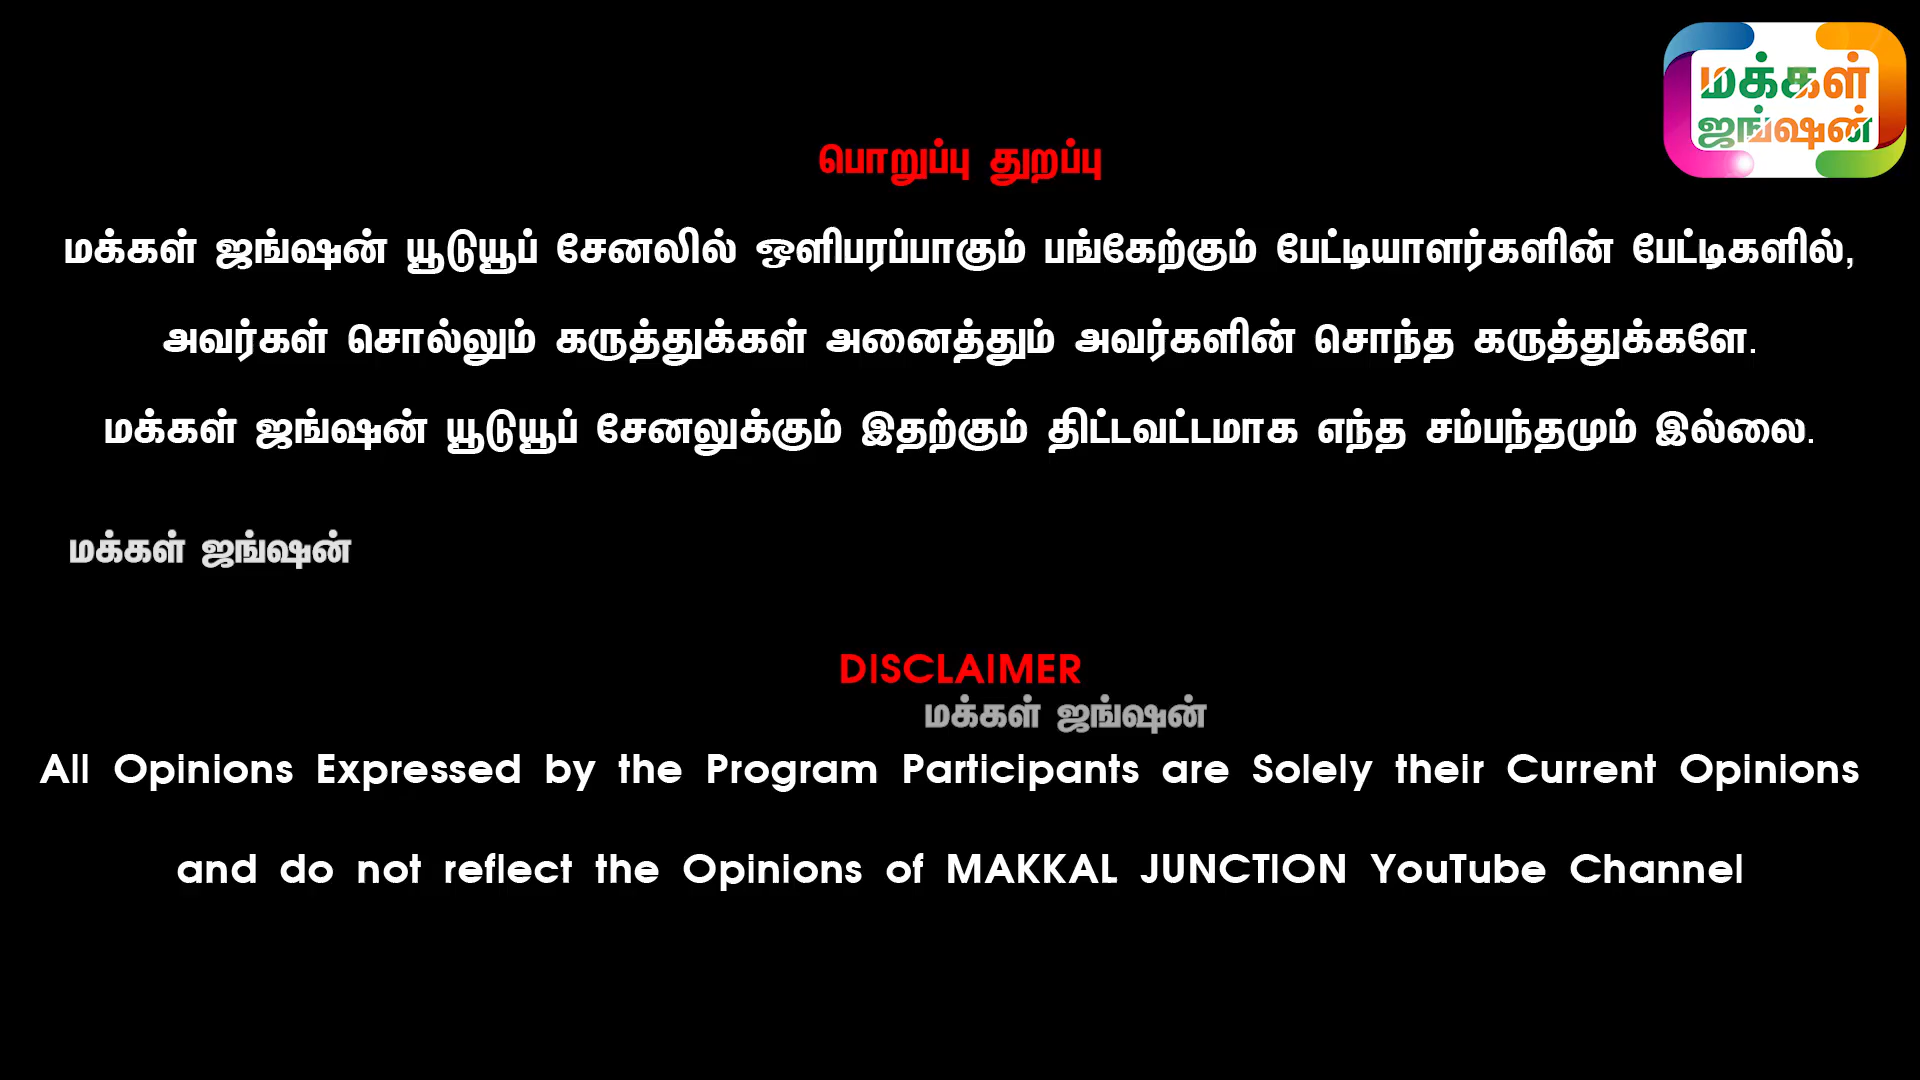 மக்கள்
ஜங்ஷன்
பொறுப்பு துறப்பு
மக்கள் ஜங்ஷன் யூடுயூப் சேனலில் ஒளிபரப்பாகும் பங்கேற்கும் பேட்டியாளர்களின் பேட்டிகளில்,
அவர்கள் சொல்லும் கருத்துக்கள் அனைத்தும் அவர்களின் சொந்த கருத்துக்களே.
மக்கள் ஜங்ஷன் யூடுயூப் சேனலுக்கும் இதற்கும் திட்டவட்டமாக எந்த சம்பந்தமும் இல்லை.
மக்கள் ஜங்ஷன்
DISCLAIMER
மக்கள் ஜங்ஷன்
All Opinions Expressed by the Program Participants are Solely their Current Opinions
and do not reflect the Opinions of MAKKAL JUNCTION YouTube Channel